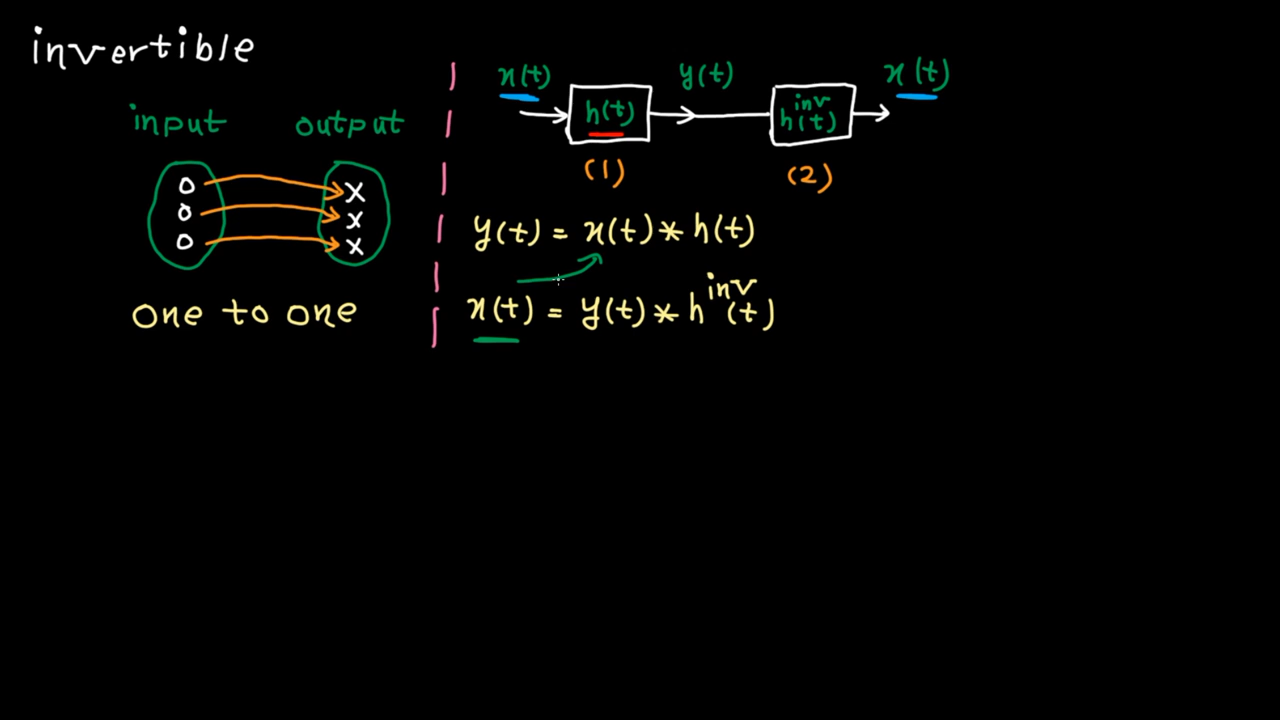 invertible
input output
o x
o x
o x
one to one
x(t) h(t) y(t) h^inv(t) x(t)
(1) (2)
y(t) = x(t) * h(t)
x(t) = y(t) * h^inv(t)